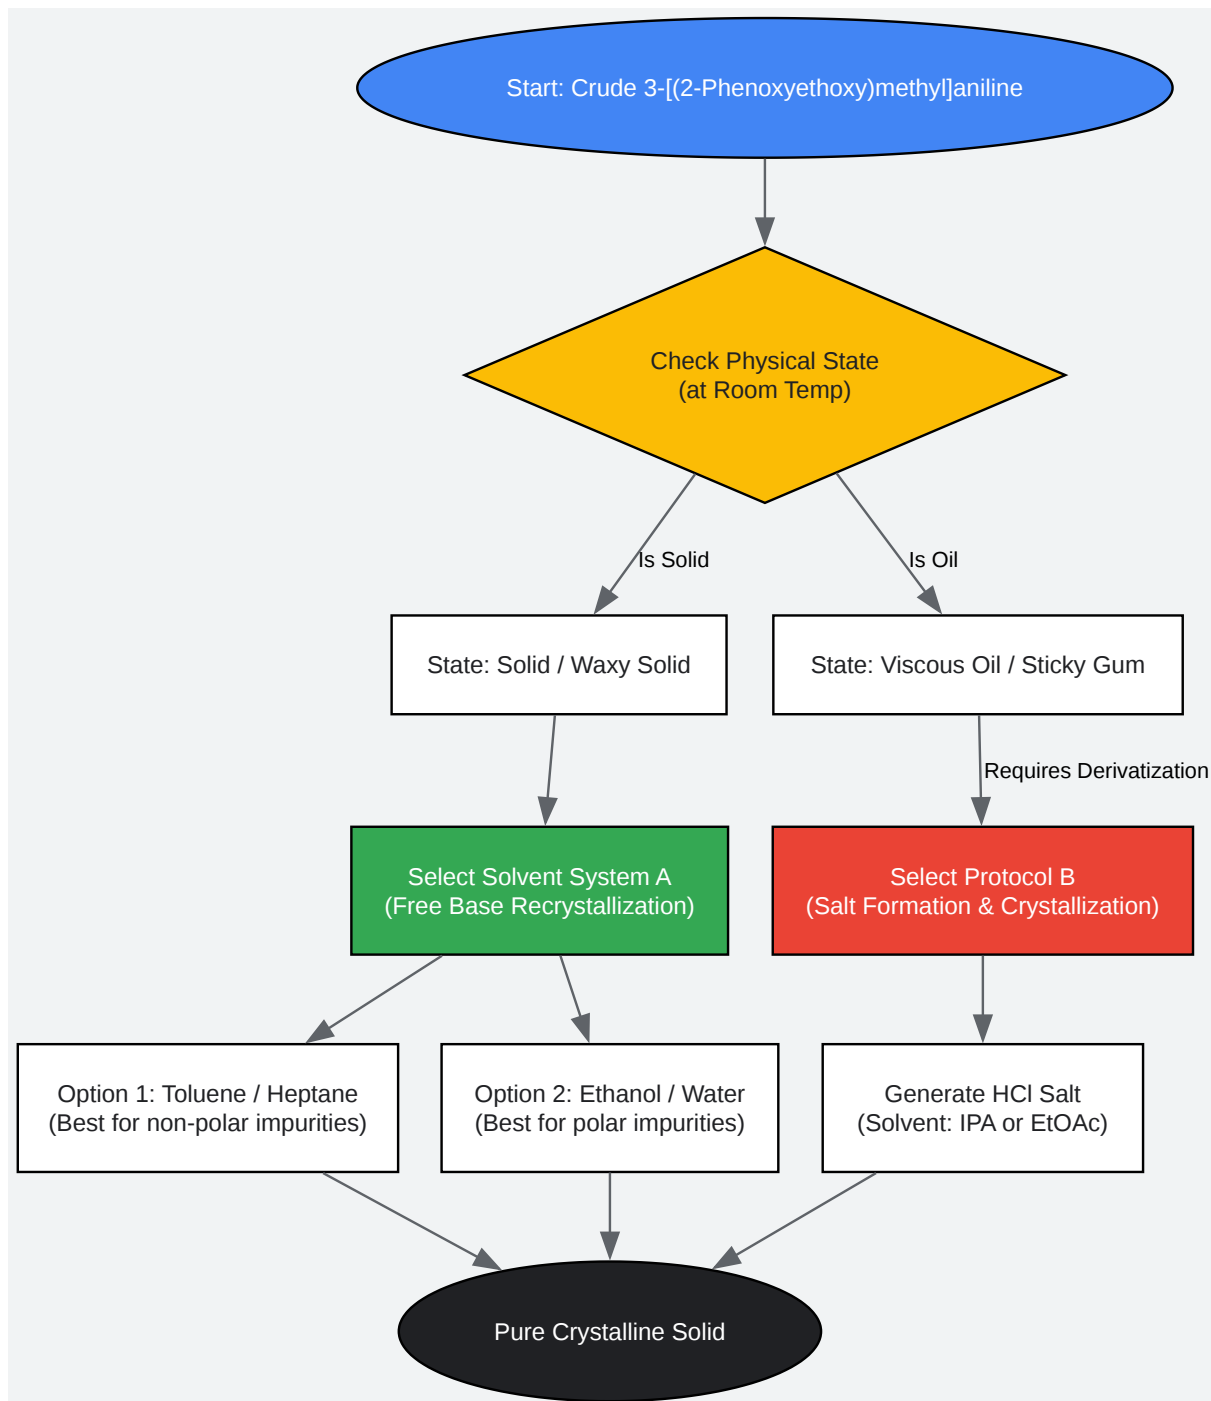 Start: Crude 3-[(2-Phenoxyethoxy)methyl]aniline
Check Physical State
(at Room Temp)
Is Solid
Is Oil
State: Solid / Waxy Solid
State: Viscous Oil / Sticky Gum
Requires Derivatization
Select Solvent System A
(Free Base Recrystallization)
Select Protocol B
(Salt Formation & Crystallization)
Option 1: Toluene / Heptane
(Best for non-polar impurities)
Option 2: Ethanol / Water
(Best for polar impurities)
Generate HCl Salt
(Solvent: IPA or EtOAc)
Pure Crystalline Solid